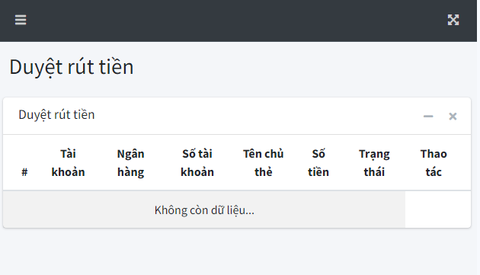 Duyệt rút tiền
Duyệt rút tiền
# Tài khoản Ngân hàng Số tài khoản Tên chủ thẻ Số tiền Trạng thái Thao tác
Không còn dữ liệu...